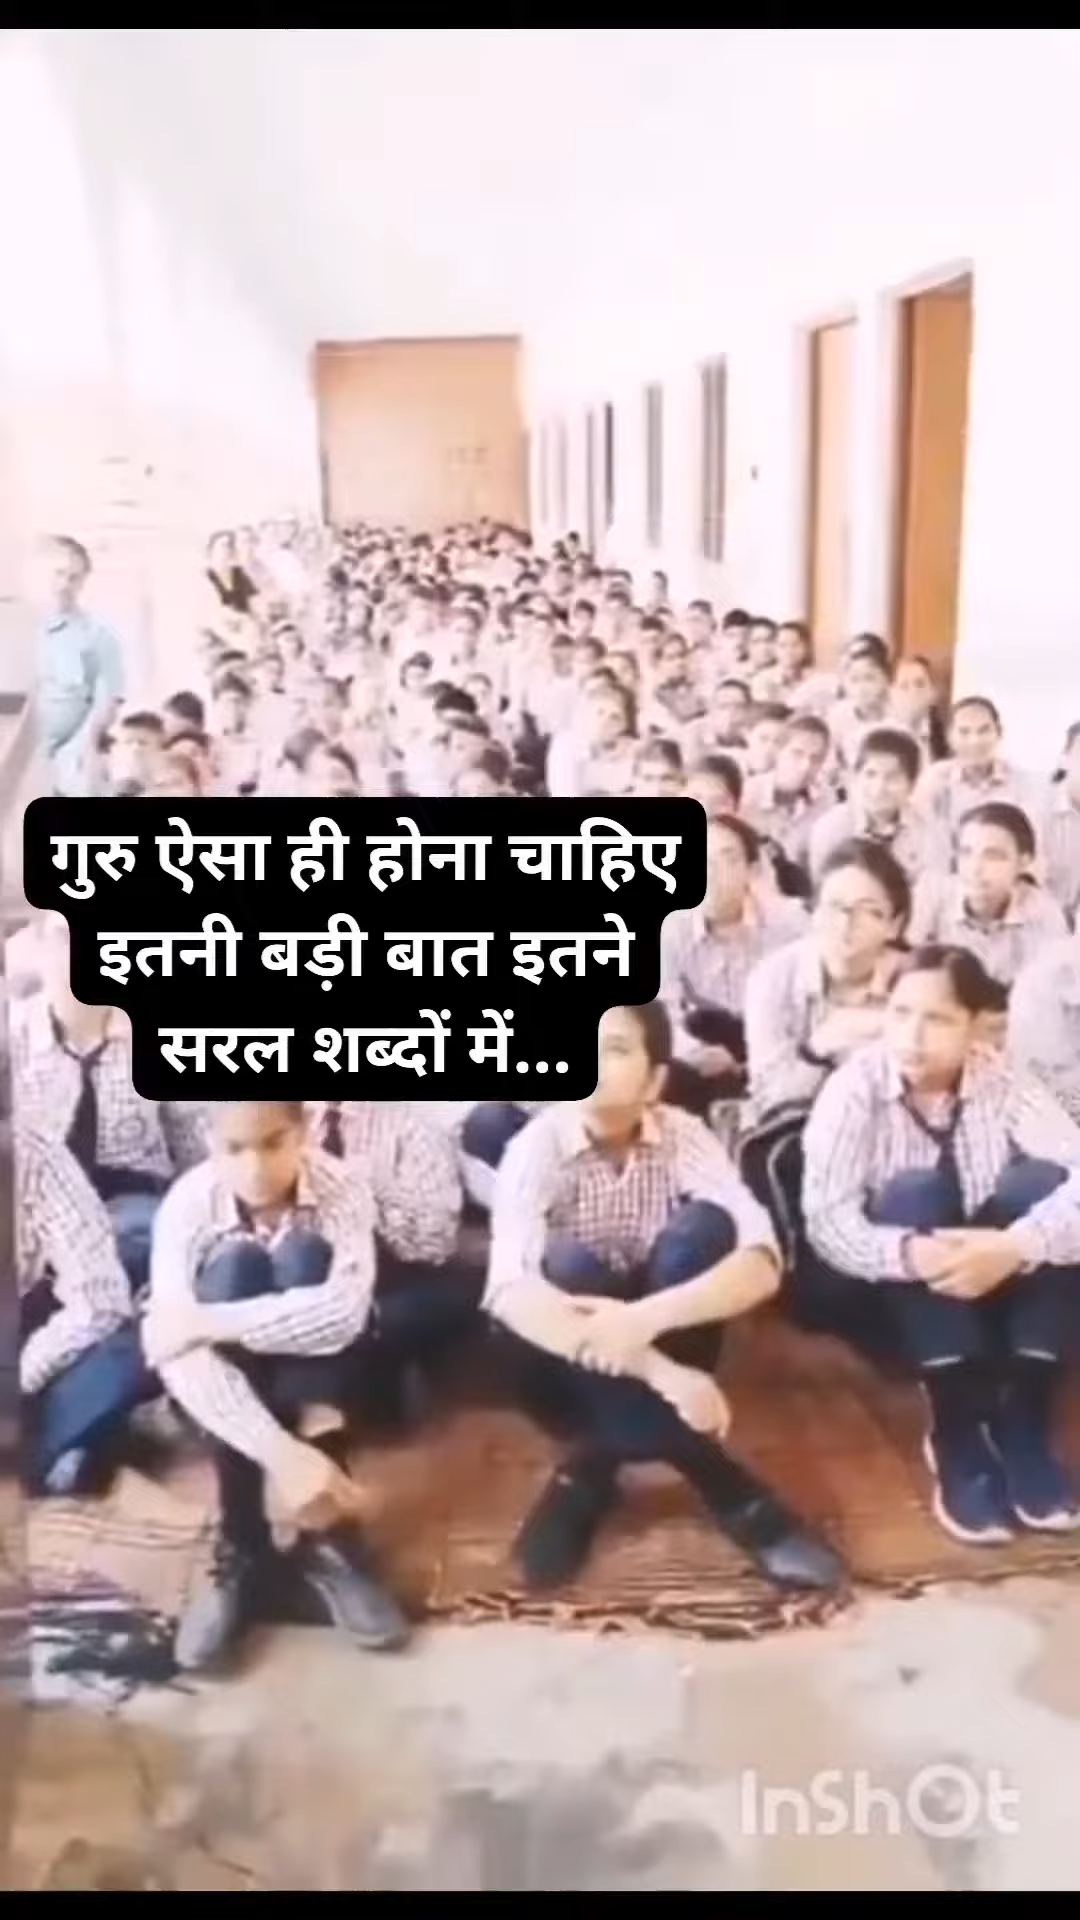 गुरु ऐसा ही होना चाहिए
इतनी बड़ी बात इतने
सरल शब्दों में...
InShOt